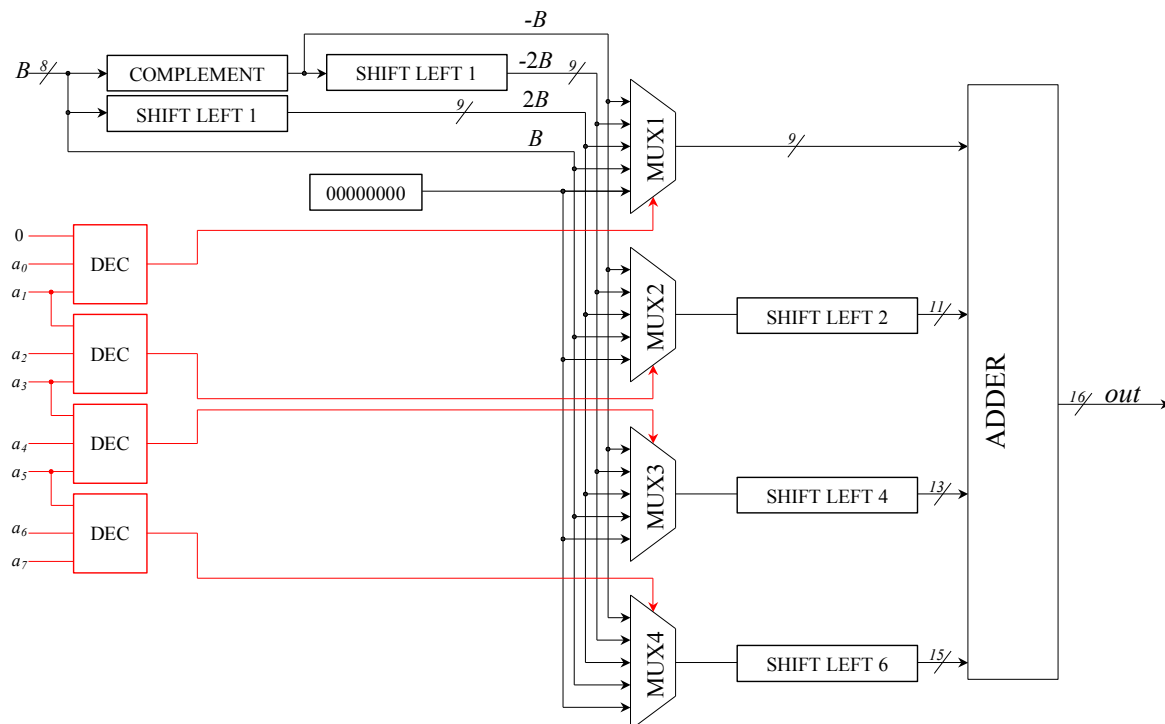 -B
B 8 COMPLEMENT SHIFT LEFT 1 -2B 9
SHIFT LEFT 1 9 2B
B
00000000
MUX1
9
0
a0
a1
DEC
MUX2
SHIFT LEFT 2
11
a2
a3
DEC
ADDER
16 out
a4
a5
DEC
MUX3
SHIFT LEFT 4
13
a6
a7
DEC
MUX4
SHIFT LEFT 6
15